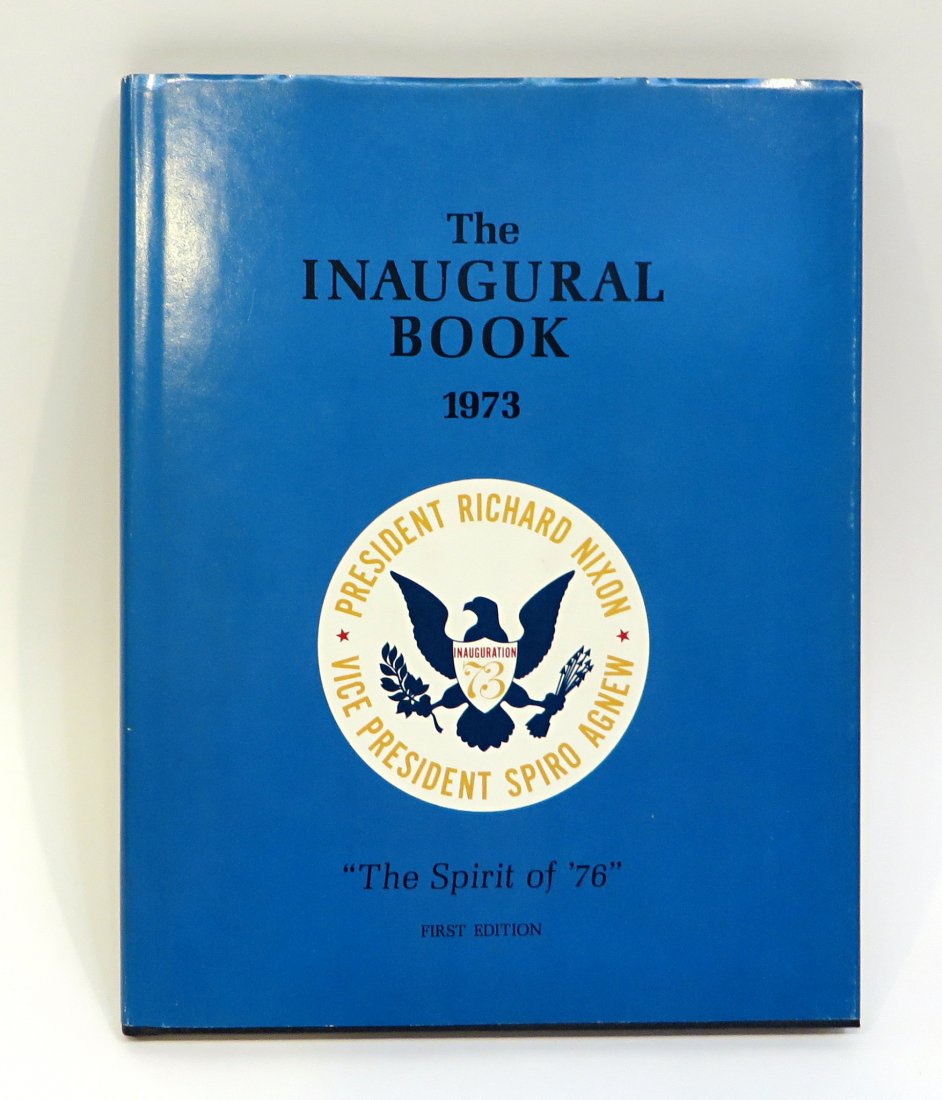 The
INAUGURAL
BOOK
1973
PRESIDENT RICHARD NIXON
INAUGURATION
73
VICE PRESIDENT SPIRO AGNEW
“The Spirit of ’76”
FIRST EDITION